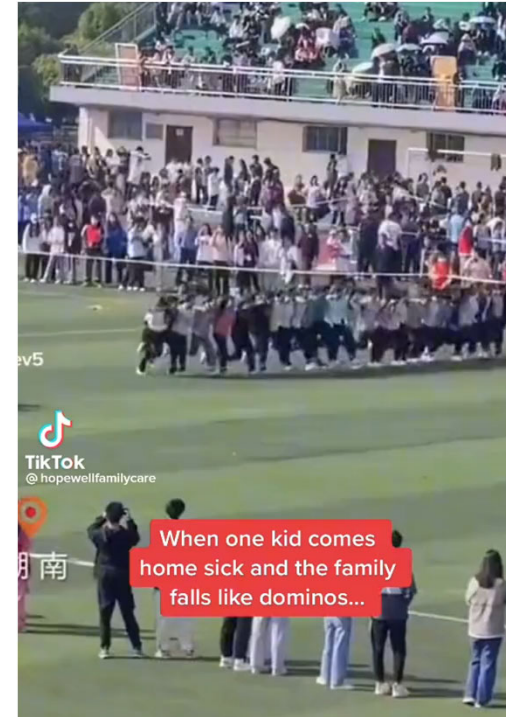 ev5
TikTok
@hopewellfamilycare
南
When one kid comes
home sick and the family
falls like dominos...